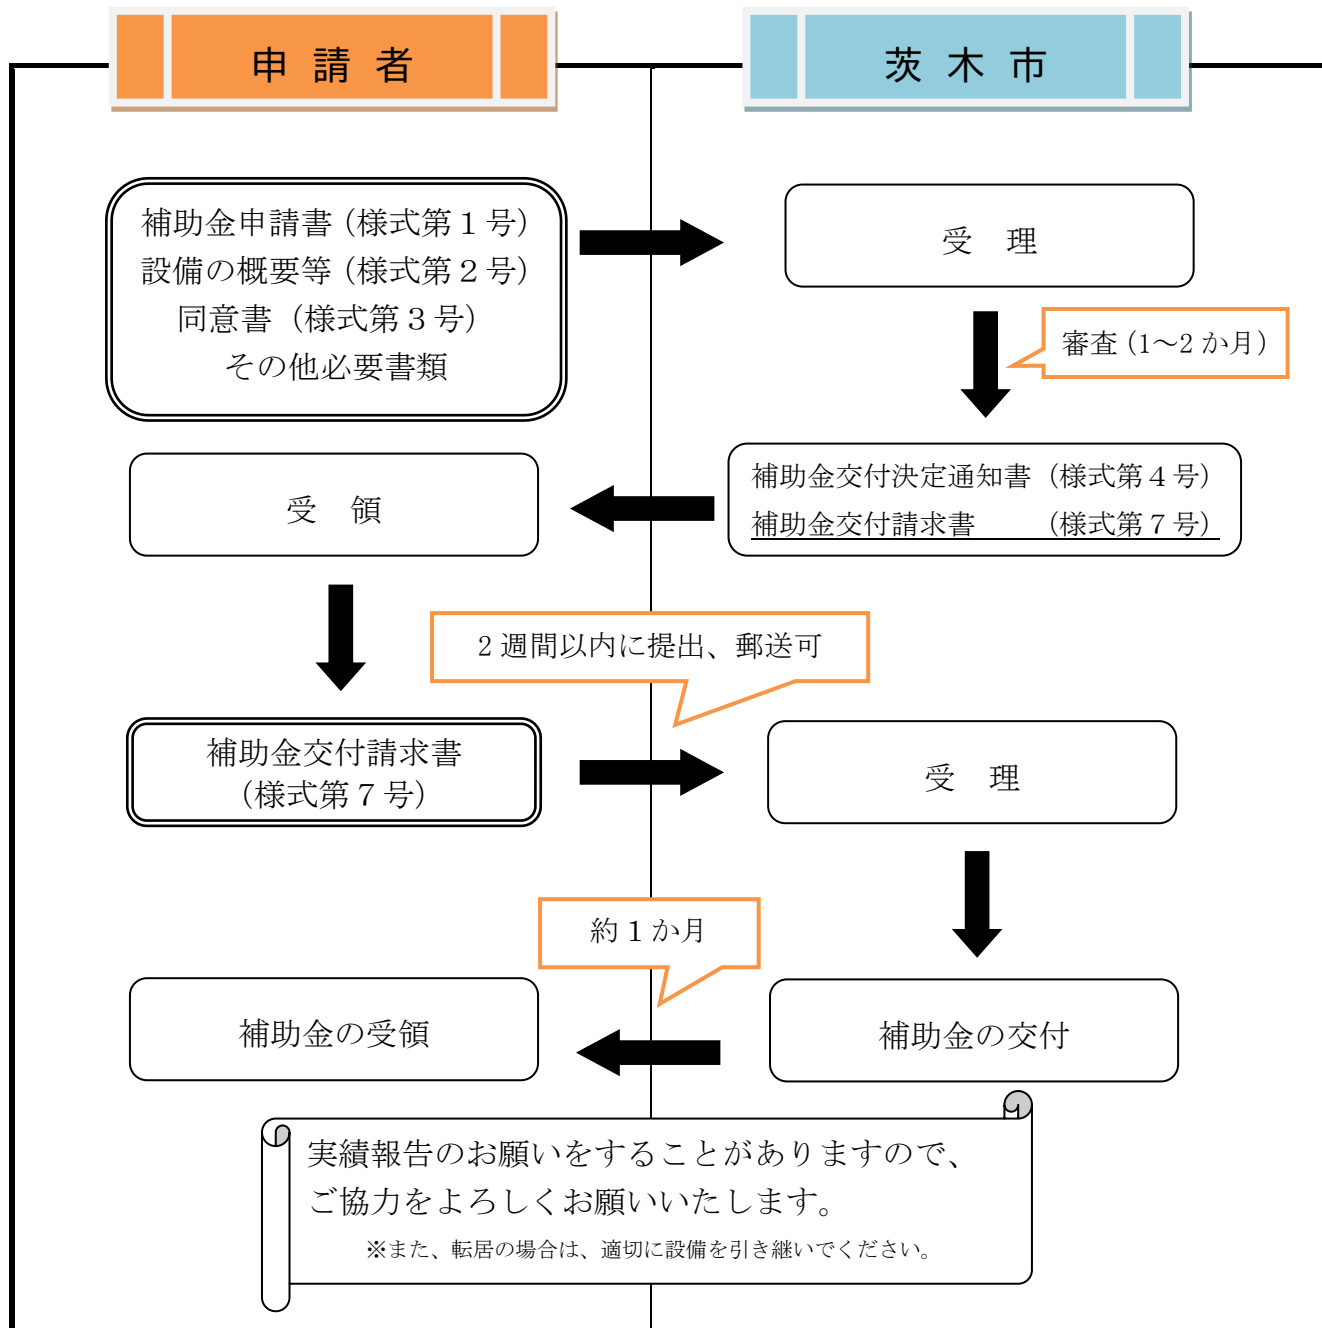 申請者
茨木市
補助金申請書（様式第１号）
設備の概要等（様式第２号）
同意書（様式第３号）
その他必要書類
受　理
審査（1～2 か月）
補助金交付決定通知書（様式第４号）
補助金交付請求書　　（様式第７号）
受　領
2 週間以内に提出、郵送可
補助金交付請求書
（様式第７号）
受　理
約１か月
補助金の受領
補助金の交付
実績報告のお願いをすることがありますので、
ご協力をよろしくお願いいたします。
※また、転居の場合は、適切に設備を引き継いでください。